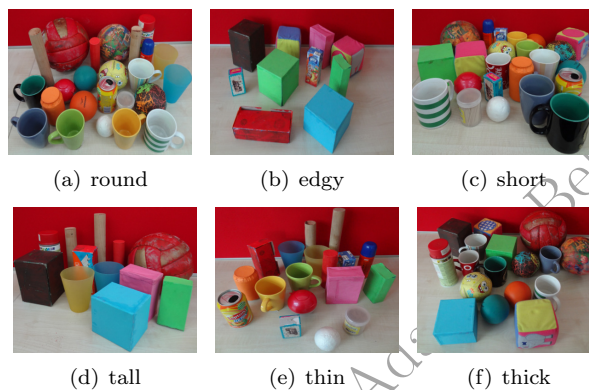 (a) round
(b) edgy
(c) short
(d) tall
(e) thin
(f) thick